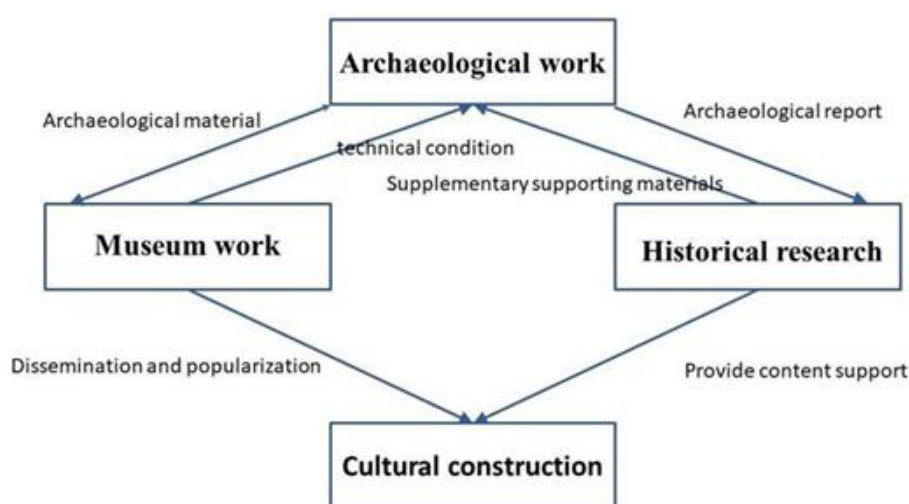 Archaeological work
Archaeological material
Archaeological report
technical condition
Supplementary supporting materials
Museum work
Historical research
Dissemination and popularization
Provide content support
Cultural construction